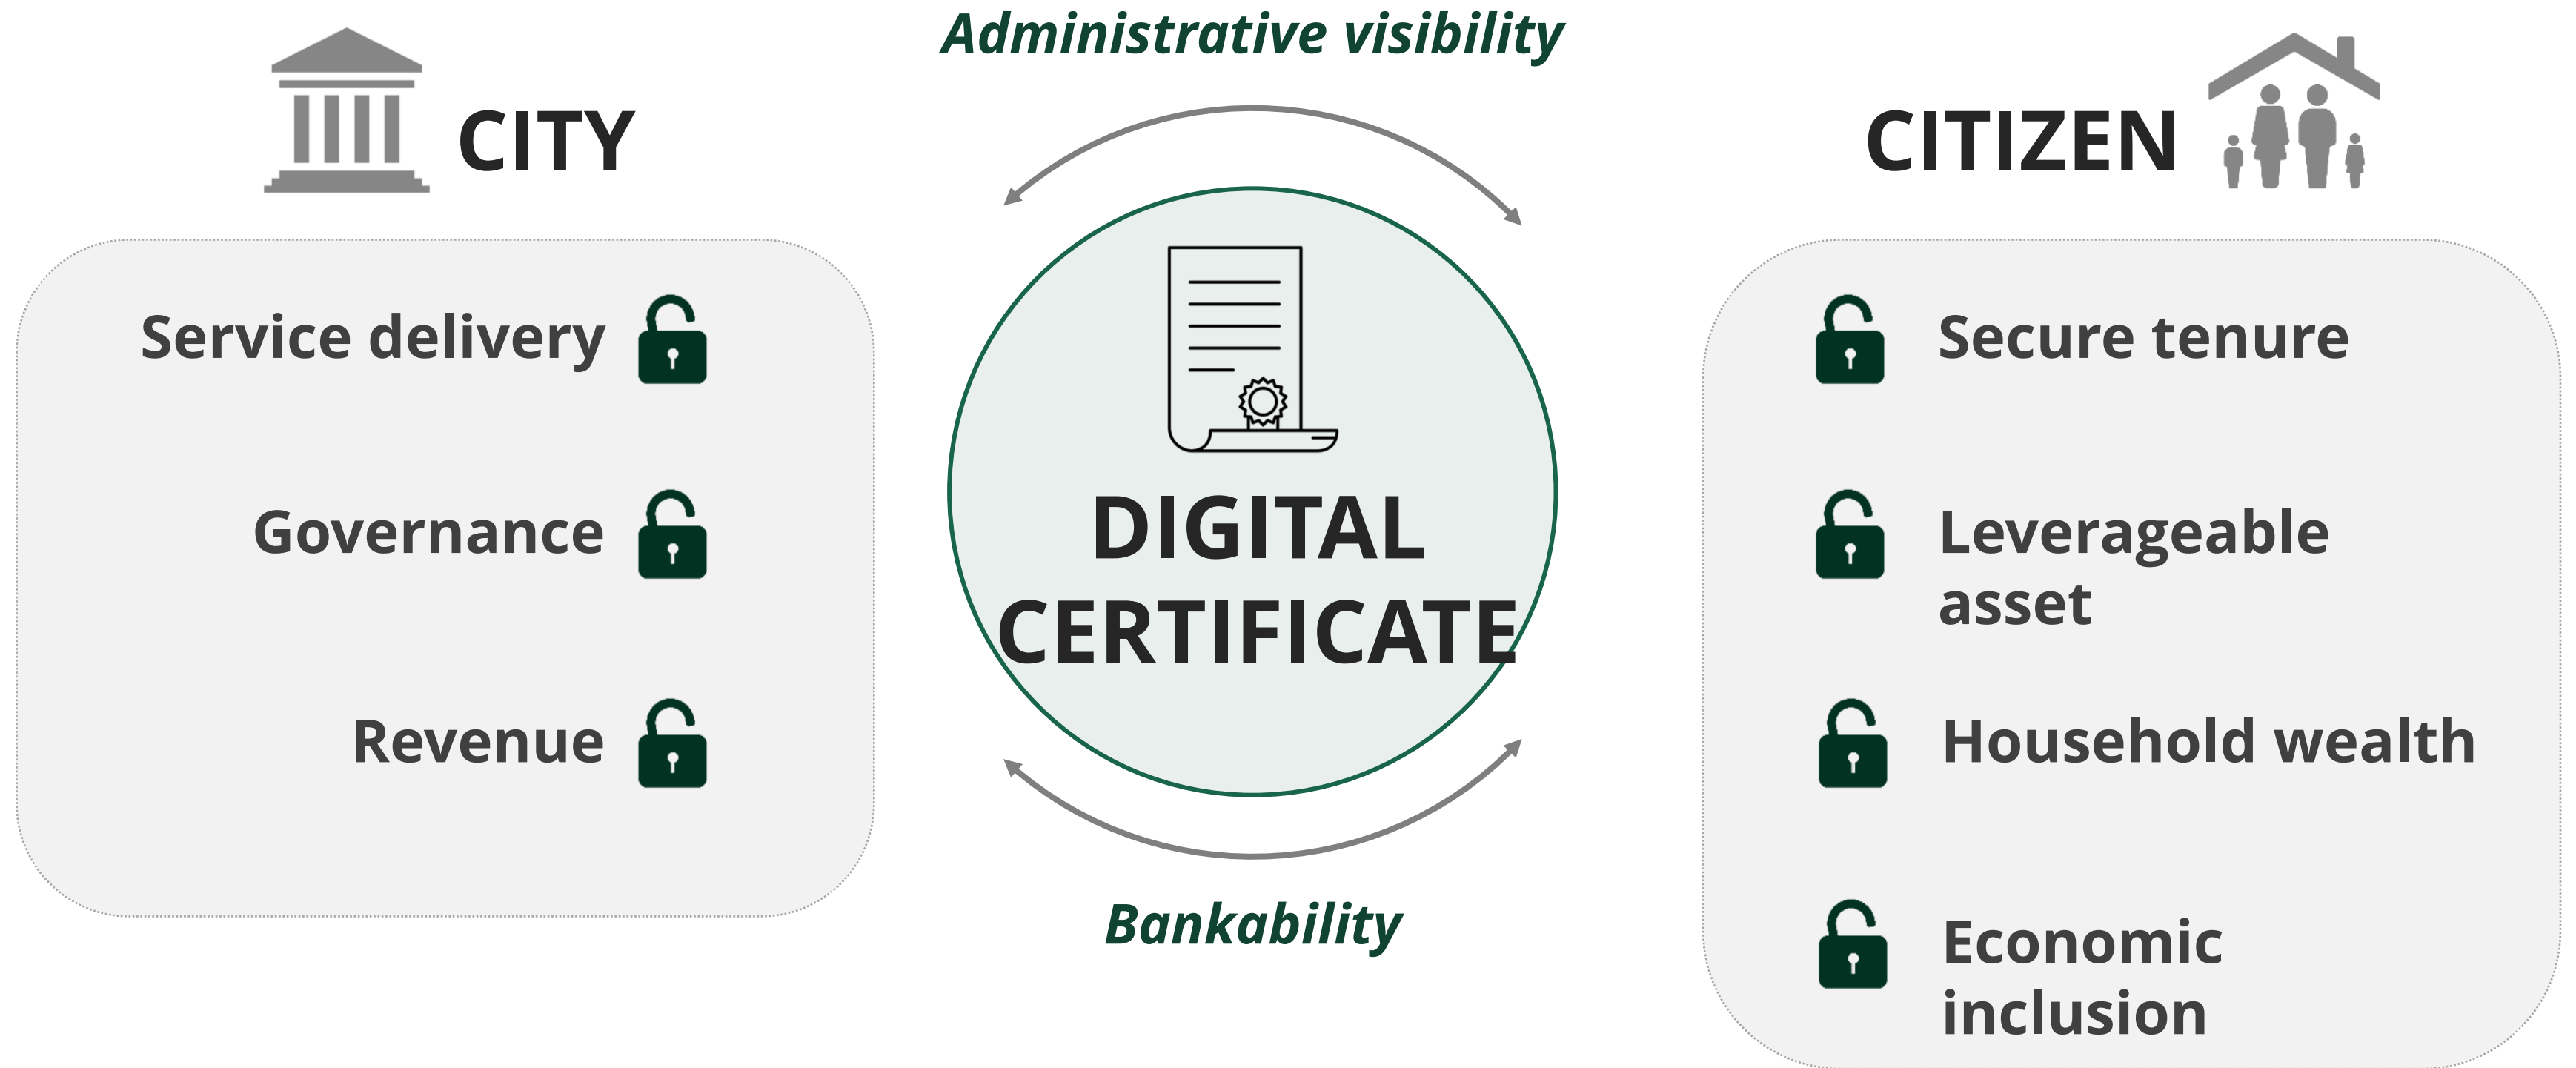 Administrative visibility
CITY
Service delivery
Governance
Revenue
DIGITAL
CERTIFICATE
Bankability
CITIZEN
Secure tenure
Leverageable
asset
Household wealth
Economic
inclusion